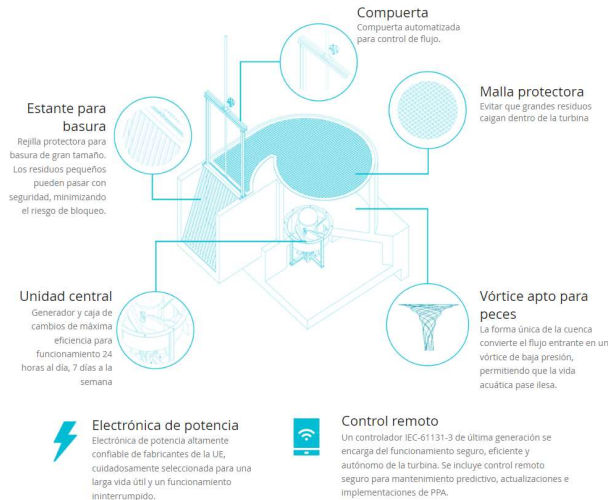 Compuerta
Compuerta automatizada
para control de flujo.
Estante para
basura
Rejilla protectora para
basura de gran tamaño.
Los residuos pequeños
pueden pasar con
seguridad, minimizando
el riesgo de bloqueo.
Malla protectora
Evitar que grandes residuos
caigan dentro de la turbina
Unidad central
Generador y caja de
cambios de máxima
eficiencia para
funcionamiento 24
horas al día, 7 días a la
semana
Vórtice apto para
peces
La forma única de la cuenca
convierte el flujo entrante en un
vórtice de baja presión,
permitiendo que la vida
acuática pase ilesa.
Electrónica de potencia
Electrónica de potencia altamente
confiable de fabricantes de la UE,
cuidadosamente seleccionada para una
larga vida útil y un funcionamiento
ininterrumpido.
Control remoto
Un controlador IEC-61131-3 de última generación se
encarga del funcionamiento seguro, eficiente y
autónomo de la turbina. Se incluye control remoto
seguro para mantenimiento predictivo, actualizaciones e
implementaciones de PPA.